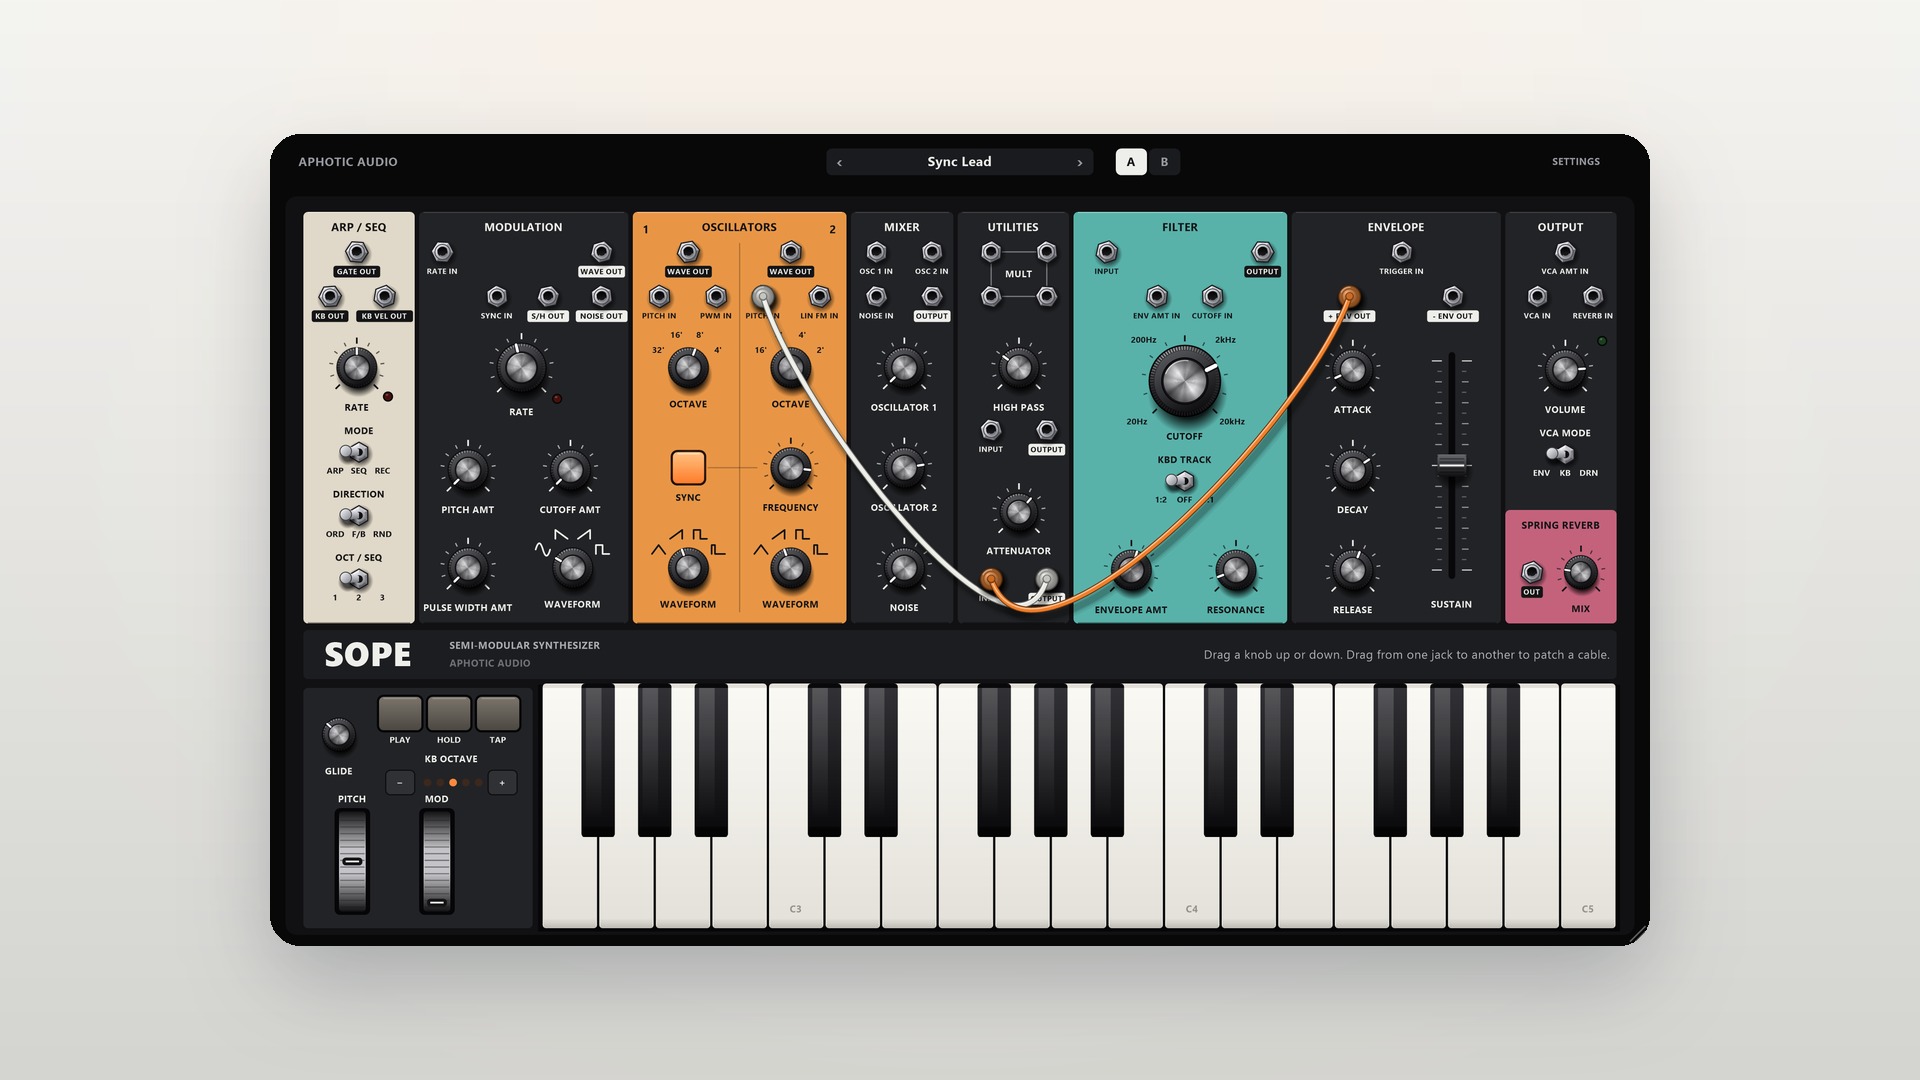 APHOTIC AUDIO
‹ Sync Lead ›
A B
SETTINGS
ARP / SEQ
GATE OUT
KB OUT KB VEL OUT
RATE
MODE
ARP SEQ REC
DIRECTION
ORD F/B RND
OCT / SEQ
1 2 3
MODULATION
RATE IN WAVE OUT
SYNC IN S/H OUT NOISE OUT
RATE
PITCH AMT CUTOFF AMT
PULSE WIDTH AMT WAVEFORM
1 OSCILLATORS 2
WAVE OUT WAVE OUT
PITCH IN PWM IN PITCH LIN FM IN
32' 16' 8' 4' 16' 4' 2'
OCTAVE OCTAVE
SYNC FREQUENCY
WAVEFORM WAVEFORM
MIXER
OSC 1 IN OSC 2 IN
NOISE IN OUTPUT
OSCILLATOR 1
OSCILLATOR 2
NOISE
UTILITIES
MULT
HIGH PASS
INPUT OUTPUT
ATTENUATOR
FILTER
INPUT OUTPUT
ENV AMT IN CUTOFF IN
200Hz 2kHz
20Hz 20kHz
CUTOFF
KBD TRACK
1:2 OFF
ENVELOPE AMT RESONANCE
ENVELOPE
TRIGGER IN
+ ENV OUT - ENV OUT
ATTACK
DECAY
RELEASE SUSTAIN
OUTPUT
VCA AMT IN
VCA IN REVERB IN
VOLUME
VCA MODE
ENV KB DRN
SPRING REVERB
OUT MIX
SOPE
SEMI-MODULAR SYNTHESIZER
APHOTIC AUDIO
Drag a knob up or down. Drag from one jack to another to patch a cable.
GLIDE
PLAY HOLD TAP
KB OCTAVE
− +
PITCH MOD
C3 C4 C5